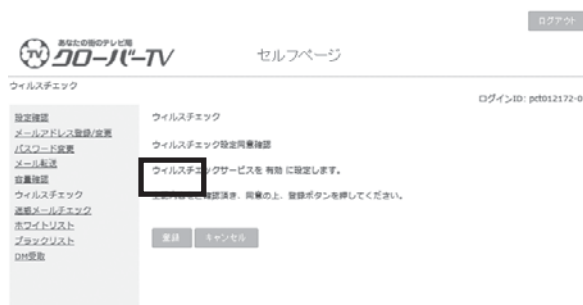 ログアウト
あなたの街のテレビ局
クローバーTV
セルフページ
ウィルスチェック
ログインID: pct012172-0
設定確認
メールアドレス登録/変更
パスワード変更
メール転送
容量確認
ウィルスチェック
迷惑メールチェック
ホワイトリスト
ブラックリスト
DM受取
ウィルスチェック
ウィルスチェック設定同意確認
ウィルスチェックサービスを 有効 に設定します。
確認頂き、同意の上、登録ボタンを押してください。
登録
キャンセル